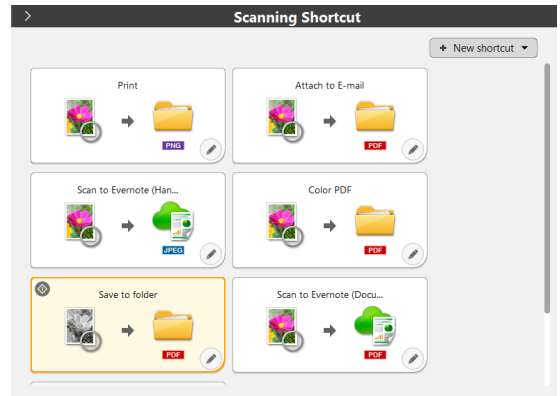 Scanning Shortcut
+ New shortcut
Print
PNG
Attach to E-mail
PDF
Scan to Evernote (Han...
JPEG
Color PDF
PDF
Save to folder
PDF
Scan to Evernote (Docu...
PDF